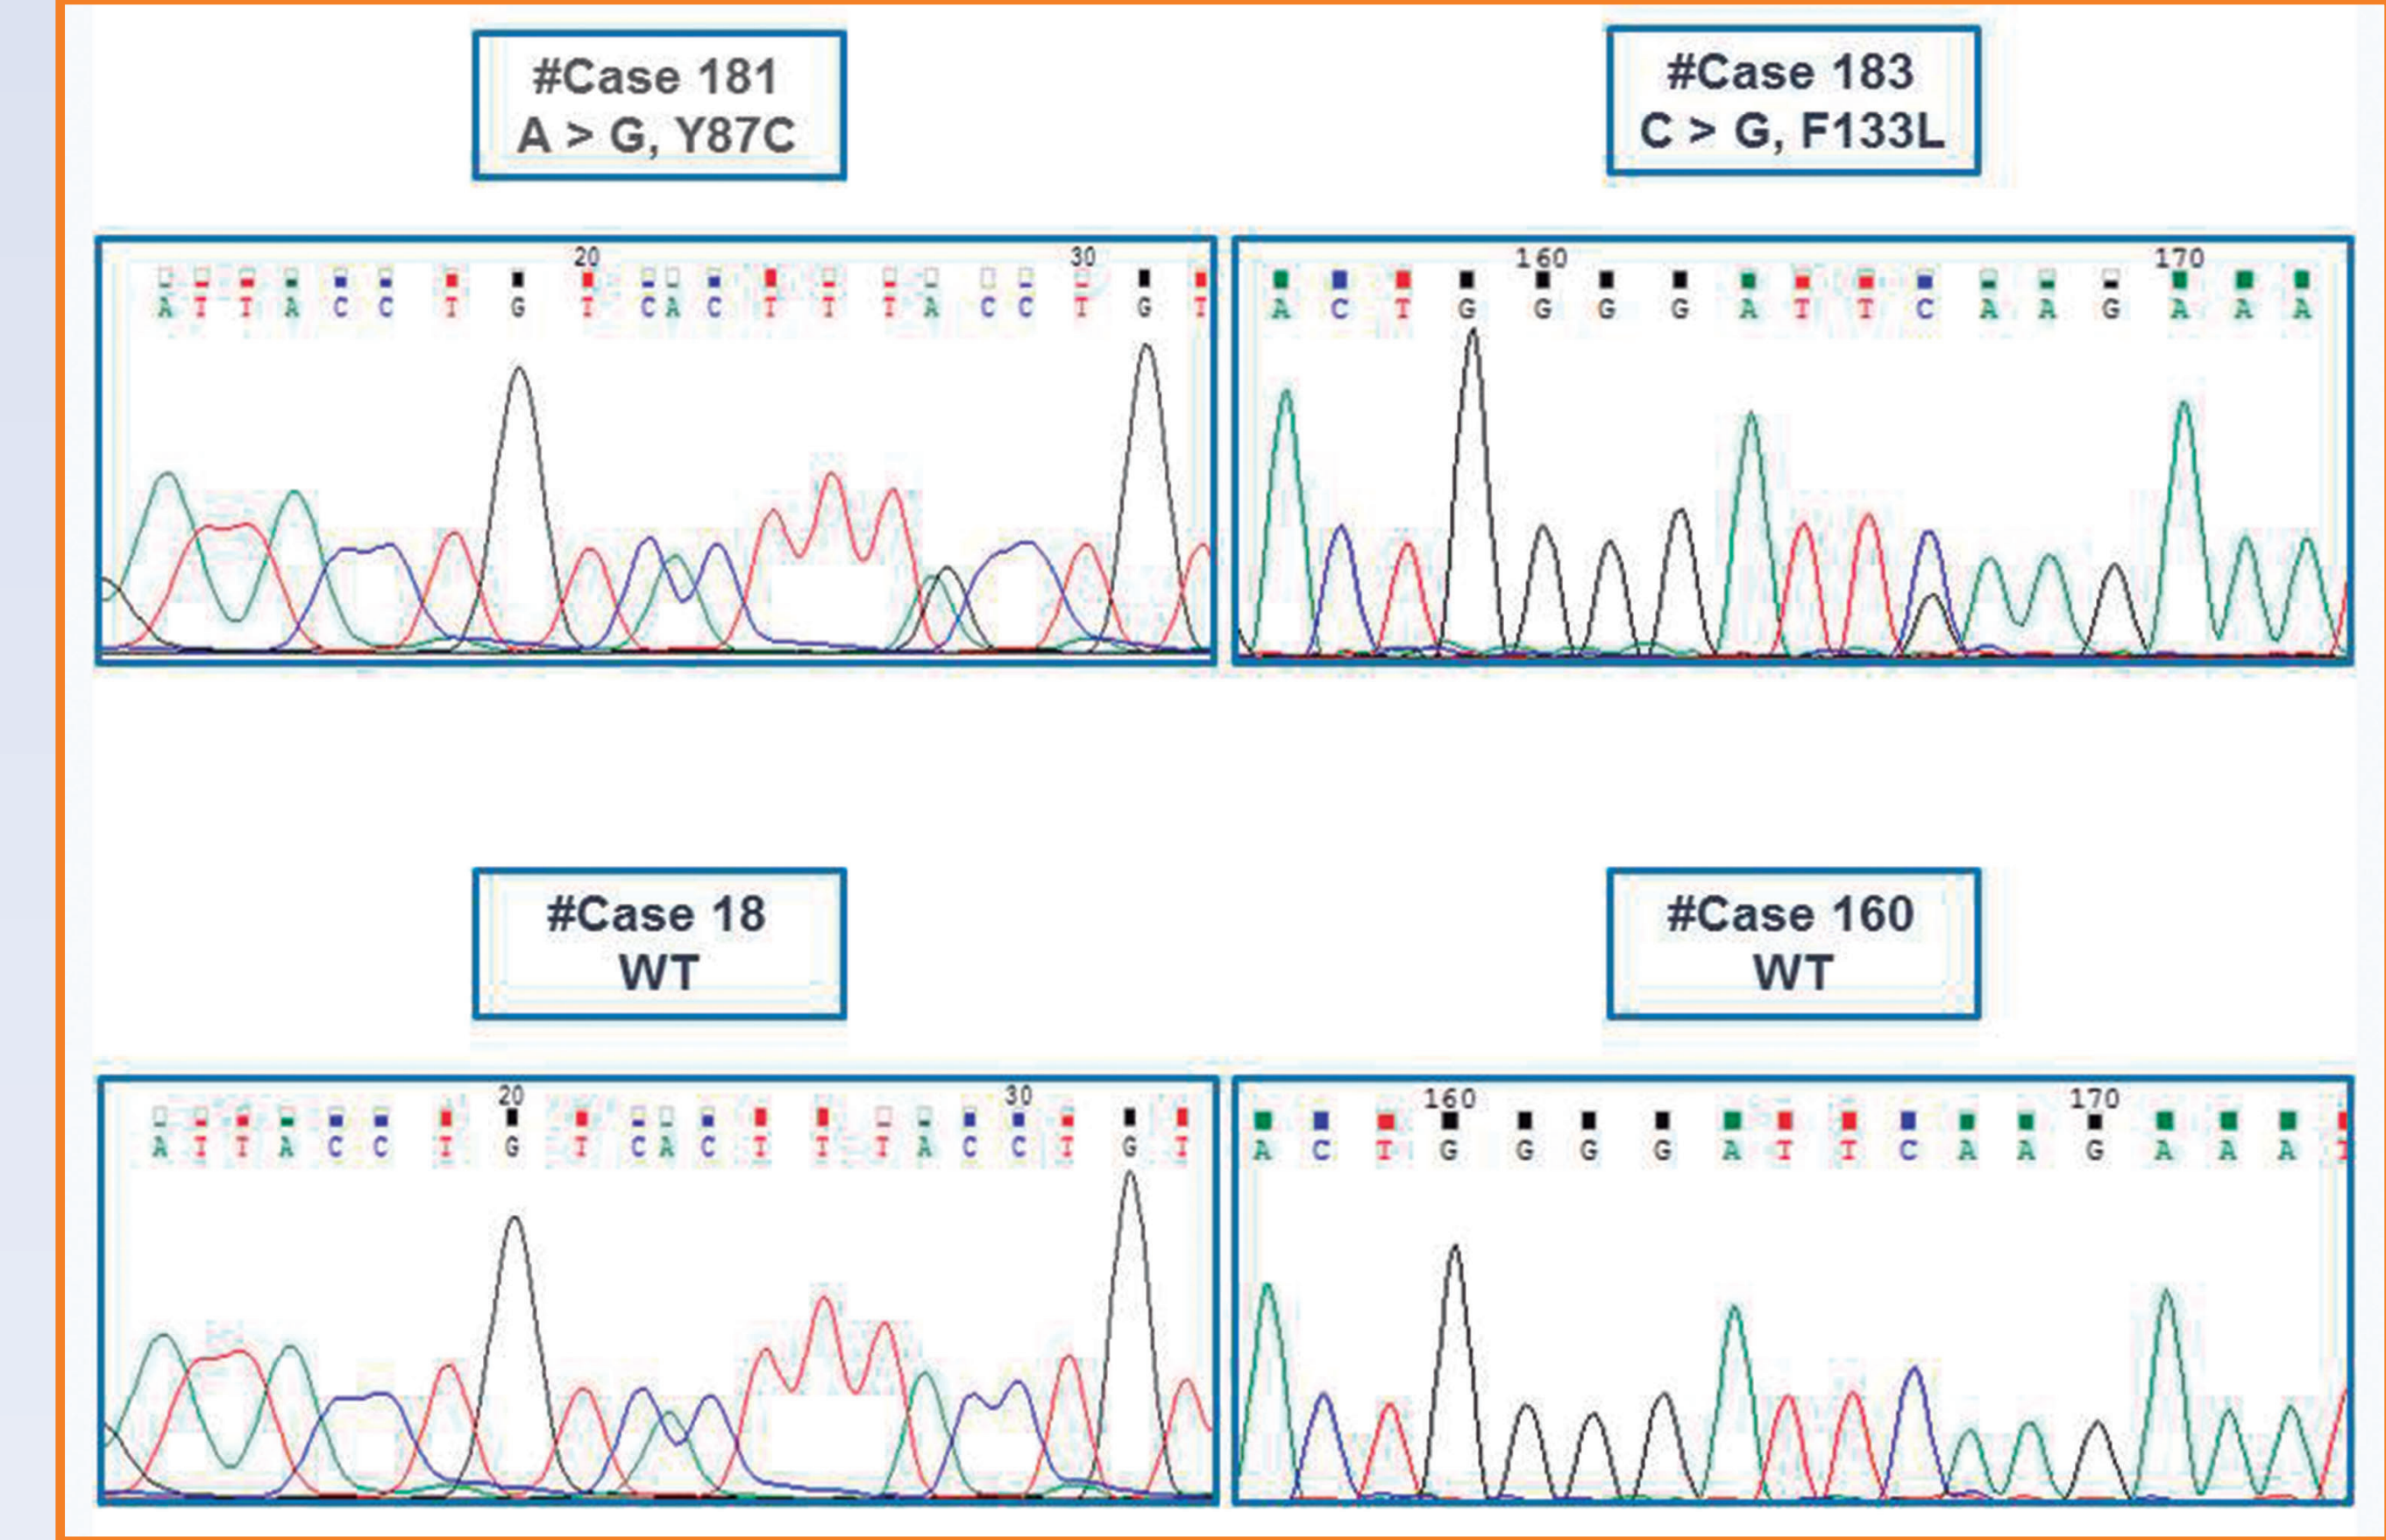 #Case 181
A > G, Y87C
#Case 183
C > G, F133L
20 30
A T T A C C T G T C A C T T T A C C T G T
160 170
A C T G G G G A T T C A A G A A A
#Case 18
WT
#Case 160
WT
20 30
A T T A C C T G T C A C T T T A C C T G T
160 170
A C T G G G G A T T C A A G A A A T